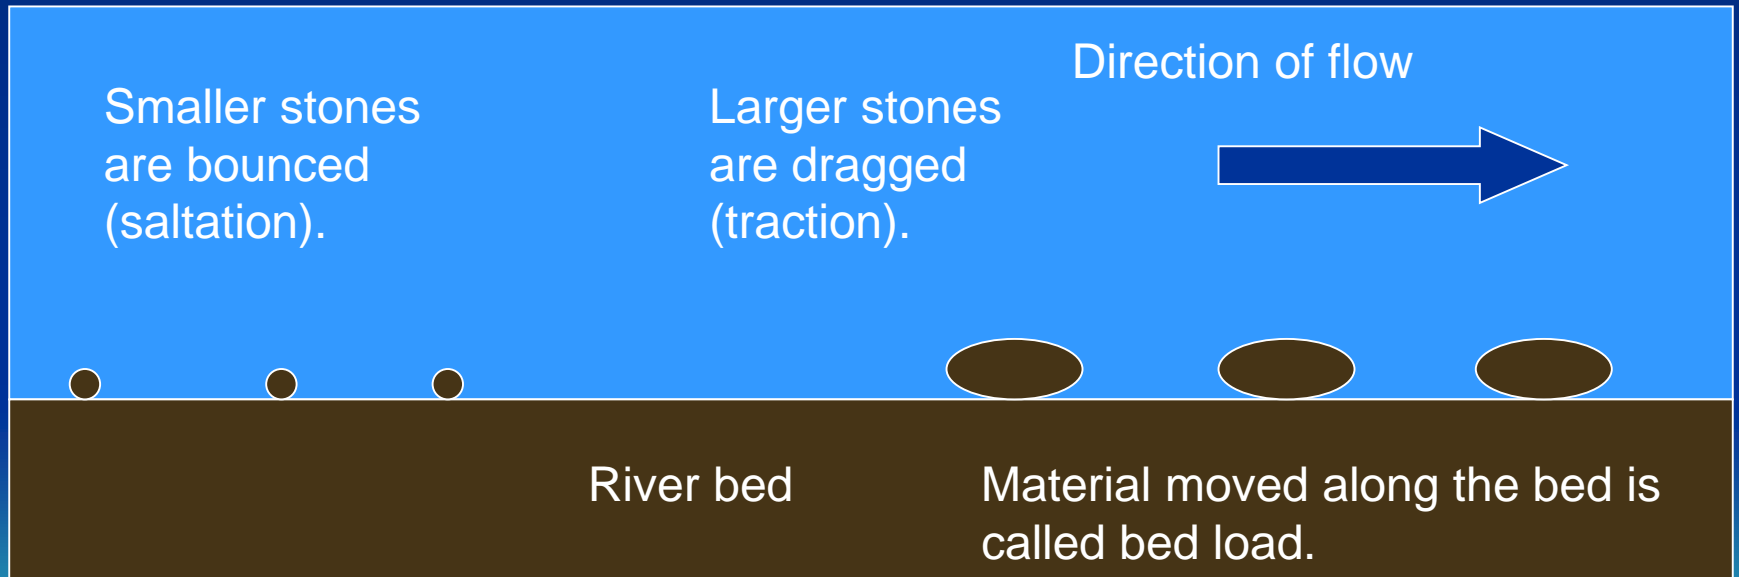 Direction of flow
Smaller stones
are bounced
(saltation).
Larger stones
are dragged
(traction).
River bed
Material moved along the bed is
called bed load.